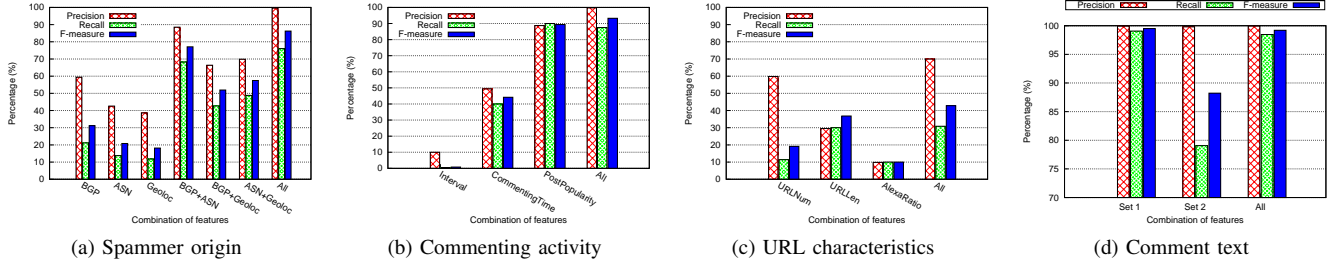 Precision
Recall
F-measure
Percentage (%)
100
90
80
70
60
50
40
30
20
10
0
BGP
ASN
Geoloc
BGP+ASN
BGP+Geoloc
ASN+Geoloc
All
Combination of features
(a) Spammer origin
Precision
Recall
F-measure
Percentage (%)
100
90
80
70
60
50
40
30
20
10
0
Interval
CommentingTime
PostPopularity
All
Combination of features
(b) Commenting activity
Precision
Recall
F-measure
Percentage (%)
100
90
80
70
60
50
40
30
20
10
0
URLNum
URLLen
AlexaRatio
All
Combination of features
(c) URL characteristics
Precision
Recall
F-measure
Percentage (%)
100
95
90
85
80
75
70
Set 1
Set 2
All
Combination of features
(d) Comment text